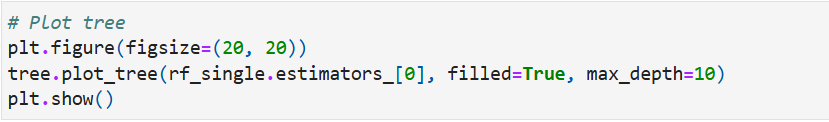 # Plot tree
plt.figure(figsize=(20, 20))
tree.plot_tree(rf_single.estimators_[0], filled=True, max_depth=10)
plt.show()